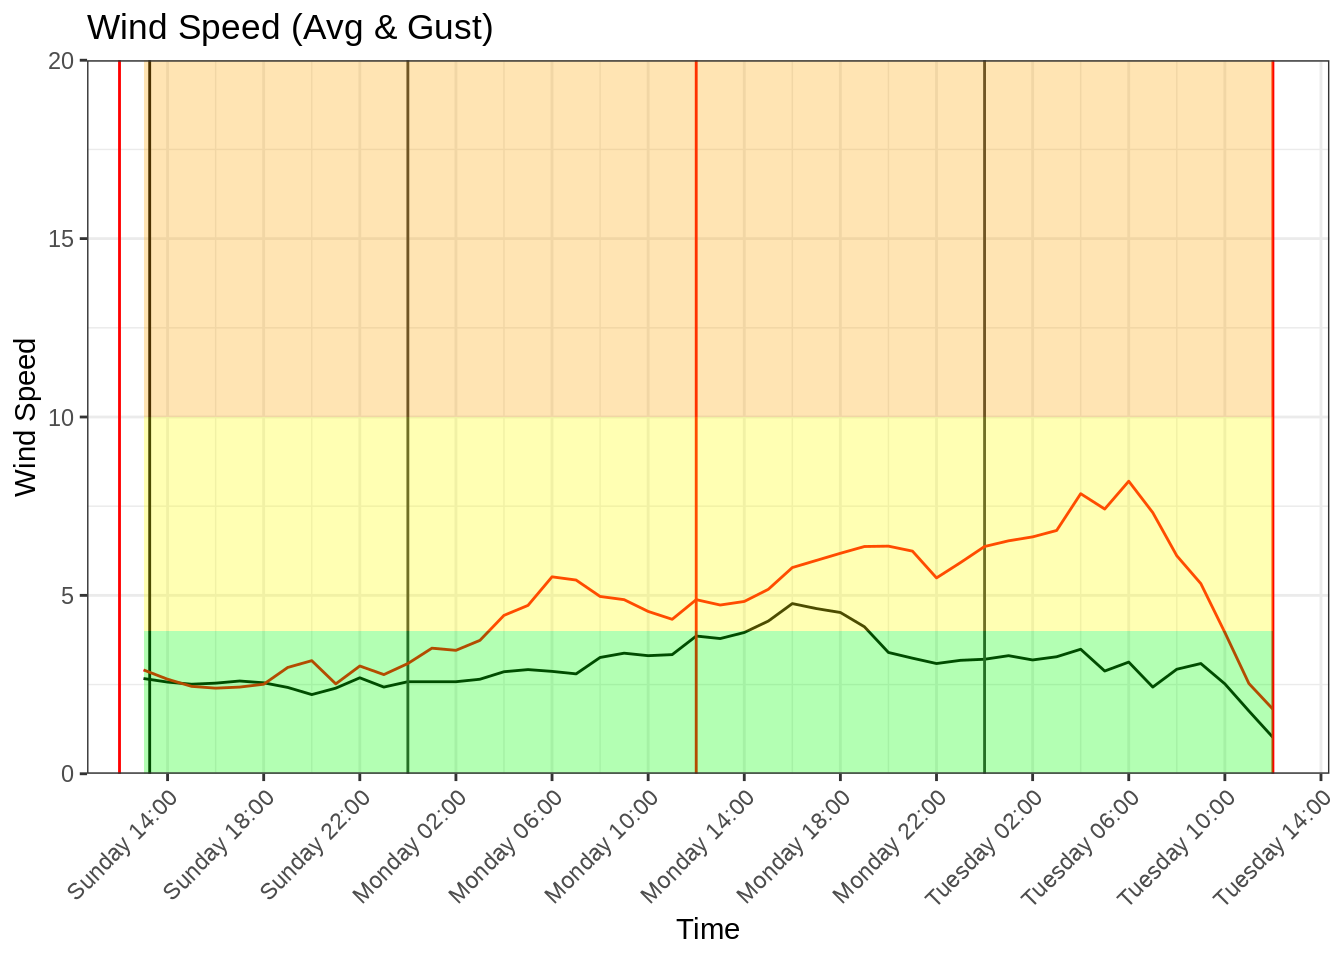 Wind Speed (Avg & Gust)
20
15
10
5
0
Wind Speed
Sunday 14:00
Sunday 18:00
Sunday 22:00
Monday 02:00
Monday 06:00
Monday 10:00
Monday 14:00
Monday 18:00
Monday 22:00
Tuesday 02:00
Tuesday 06:00
Tuesday 10:00
Tuesday 14:00
Time